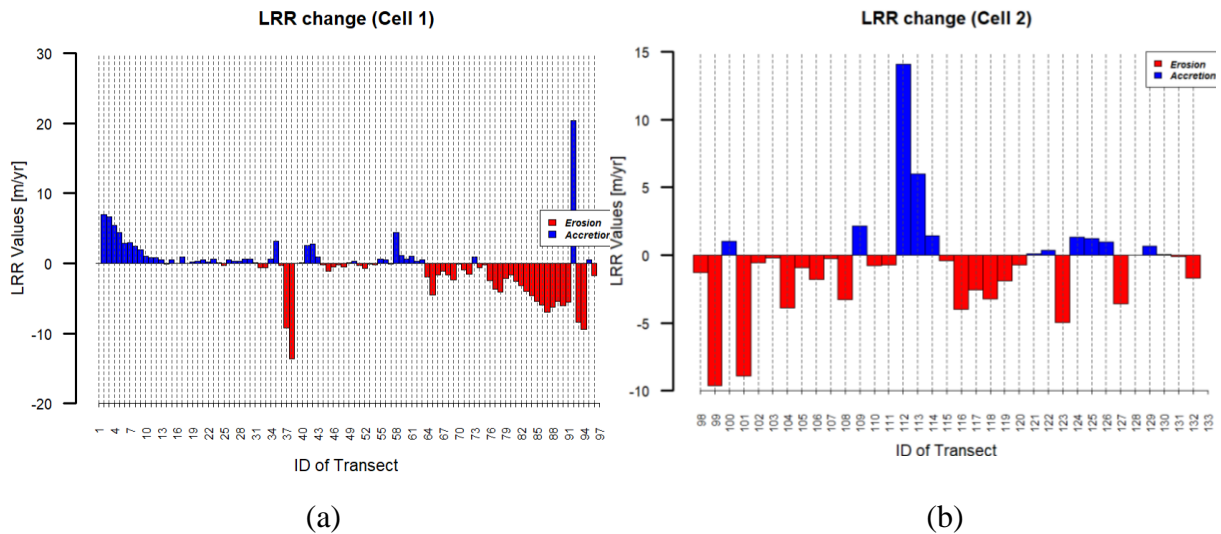 LRR change (Cell 1)
30
20
10
0
-10
-20
LRR Values [m/yr]
Erosion
Accretion
1 4 7 10 13 16 19 22 25 28 31 34 37 40 43 46 49 52 55 58 61 64 67 70 73 76 79 82 85 88 91 94 97
ID of Transect
(a)
LRR change (Cell 2)
15
10
5
0
-5
-10
LRR Values [m/yr]
Erosion
Accretion
98 99 100 101 102 103 104 105 106 107 108 109 110 111 112 113 114 115 116 117 118 119 120 121 122 123 124 125 126 127 128 129 130 131 132 133
ID of Transect
(b)